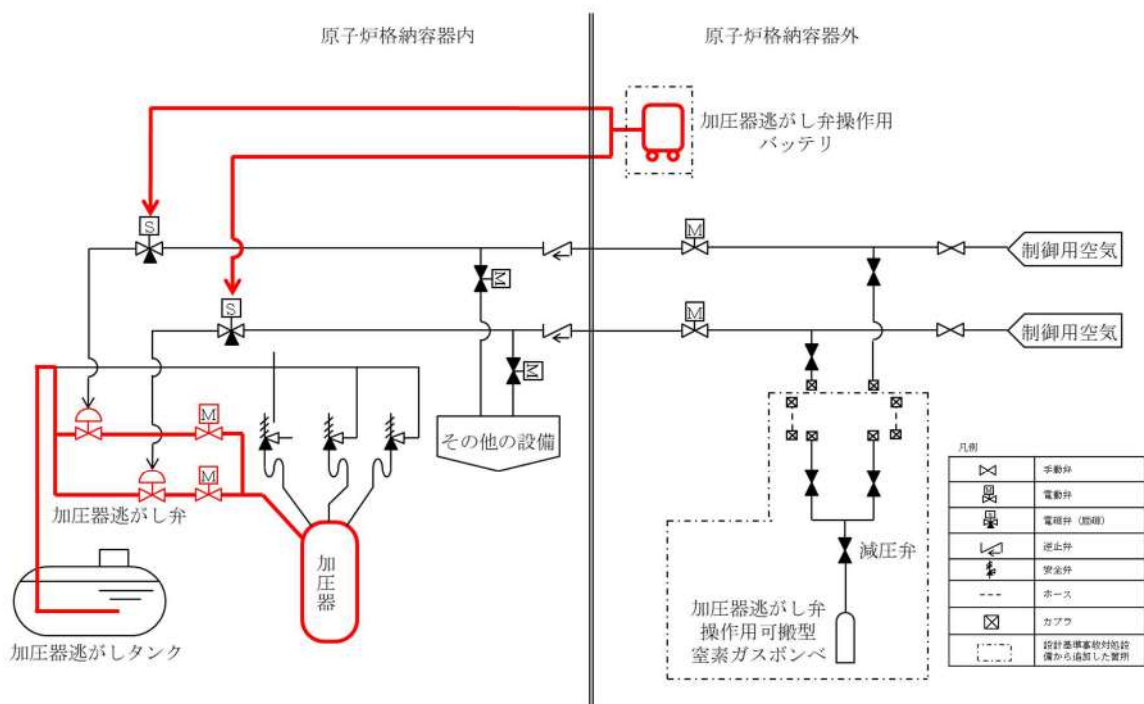 原子炉格納容器内
原子炉格納容器外
加圧器逃がし弁操作用
バッテリ
S
M
制御用空気
M
S
M
制御用空気
M
M
その他の設備
M
加圧器逃がし弁
加圧器
加圧器逃がしタンク
減圧弁
加圧器逃がし弁
操作用可搬型
窒素ガスボンベ
凡例
手動弁
M
電動弁
S
電磁弁（励磁）
逆止弁
安全弁
ホース
カプラ
設計基準事故対処設
備から追加した箇所